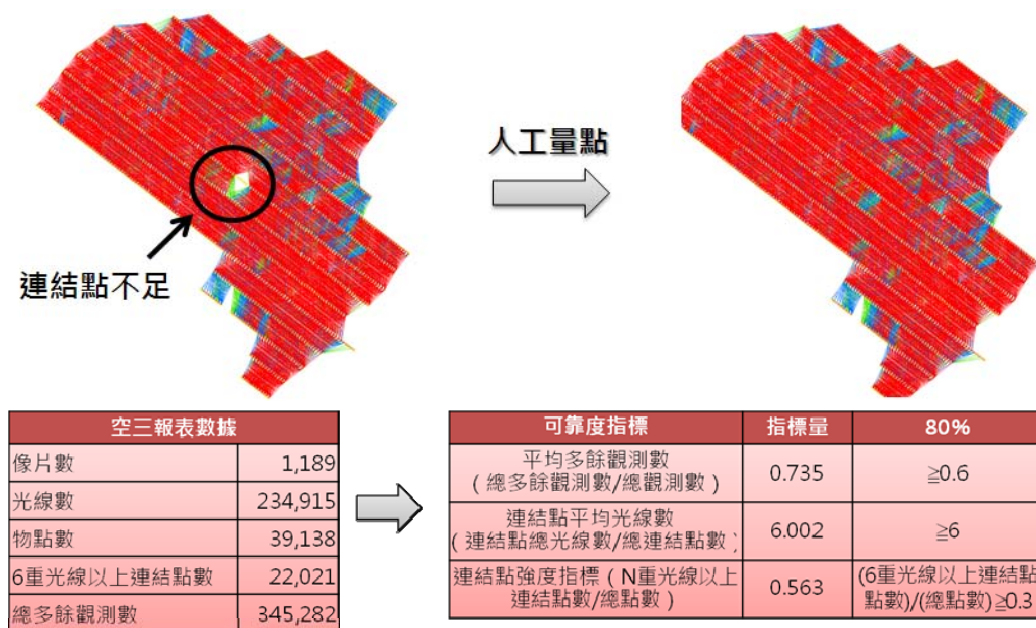 人工量點
連結點不足
空三報表數據
像片數 1,189
光線數 234,915
物點數 39,138
6重光線以上連結點數 22,021
總多餘觀測數 345,282
可靠度指標 指標量 80%
平均多餘觀測數
(總多餘觀測數/總觀測數) 0.735 ≧0.6
連結點平均光線數
(連結點總光線數/總連結點數) 6.002 ≧6
連結點強度指標(N重光線以上
連結點數/總點數) 0.563 (6重光線以上連結點
點數)/(總點數)≧0.3